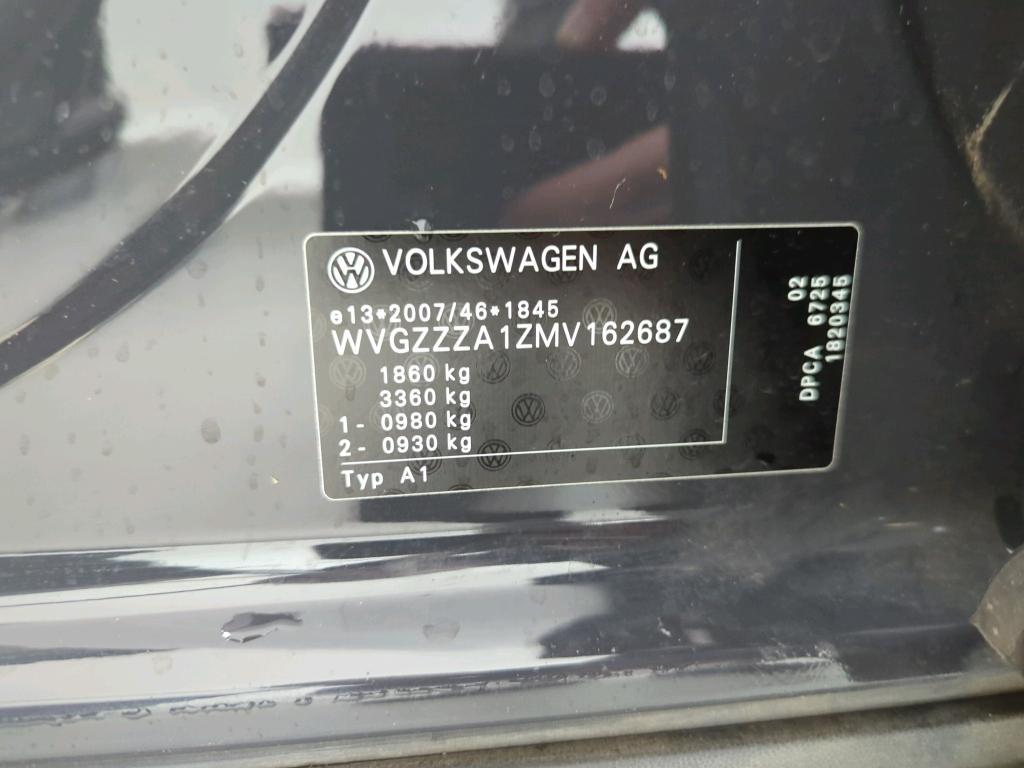 VOLKSWAGEN AG
e13*2007/46*1845
WVGZZZA1ZMV162687
1860 kg
3360 kg
1- 0980 kg
2- 0930 kg
Typ A1
02
DPCA 6725
1820345